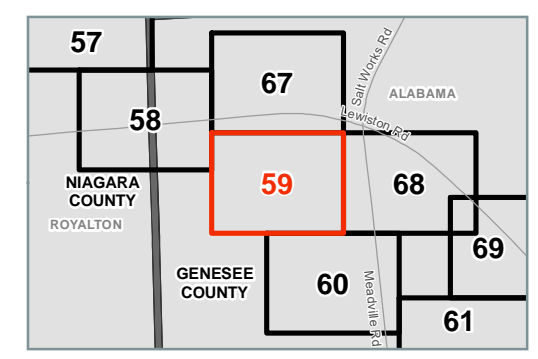 57
67
Salt Works Rd
ALABAMA
58
Lewiston Rd
NIAGARA
COUNTY
59
68
ROYALTON
69
GENESEE
COUNTY
60
Meadville Rd
61